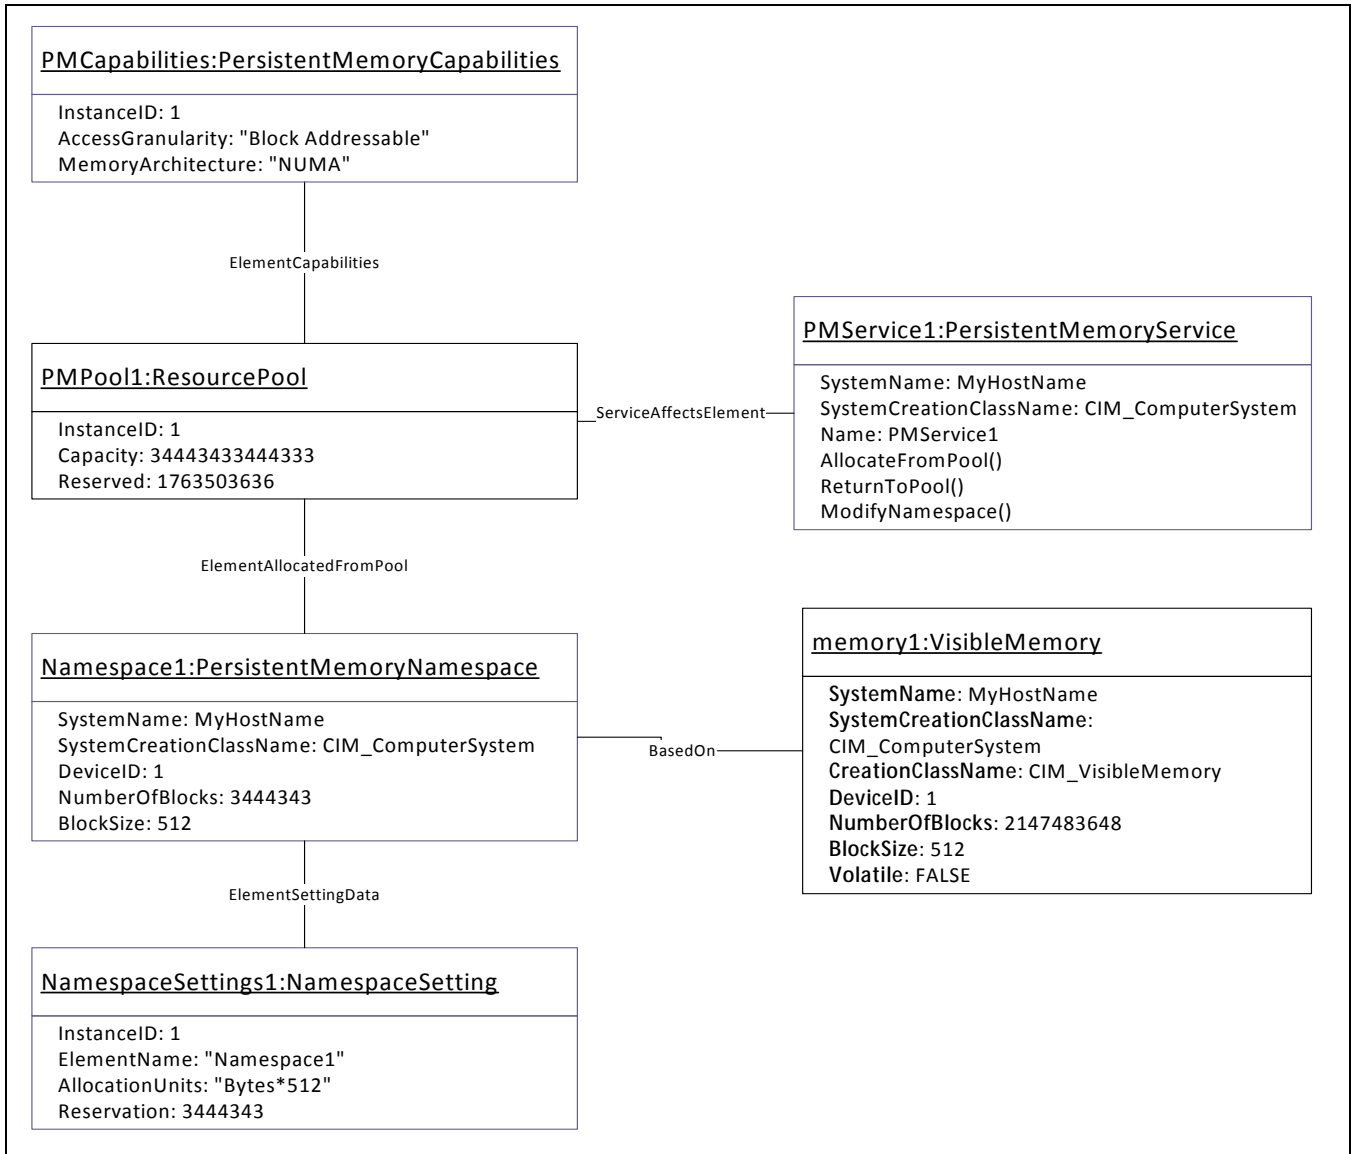 PMCapabilities:PersistentMemoryCapabilities
InstanceID: 1
AccessGranularity: "Block Addressable"
MemoryArchitecture: "NUMA"
ElementCapabilities
PMPool1:ResourcePool
InstanceID: 1
Capacity: 34443433444333
Reserved: 1763503636
ServiceAffectsElement
PMService1:PersistentMemoryService
SystemName: MyHostName
SystemCreationClassName: CIM_ComputerSystem
Name: PMService1
AllocateFromPool()
ReturnToPool()
ModifyNamespace()
ElementAllocatedFromPool
Namespace1:PersistentMemoryNamespace
SystemName: MyHostName
SystemCreationClassName: CIM_ComputerSystem
DeviceID: 1
NumberOfBlocks: 3444343
BlockSize: 512
BasedOn
memory1:VisibleMemory
SystemName: MyHostName
SystemCreationClassName:
CIM_ComputerSystem
CreationClassName: CIM_VisibleMemory
DeviceID: 1
NumberOfBlocks: 2147483648
BlockSize: 512
Volatile: FALSE
ElementSettingData
NamespaceSettings1:NamespaceSetting
InstanceID: 1
ElementName: "Namespace1"
AllocationUnits: "Bytes*512"
Reservation: 3444343